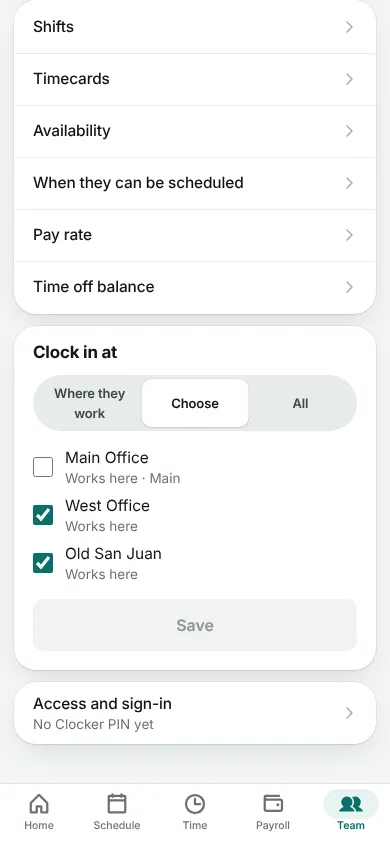 Shifts
Timecards
Availability
When they can be scheduled
Pay rate
Time off balance
Clock in at
Where they
work
Choose
All
Main Office
Works here · Main
West Office
Works here
Old San Juan
Works here
Save
Access and sign-in
No Clocker PIN yet
Home
Schedule
Time
Payroll
Team